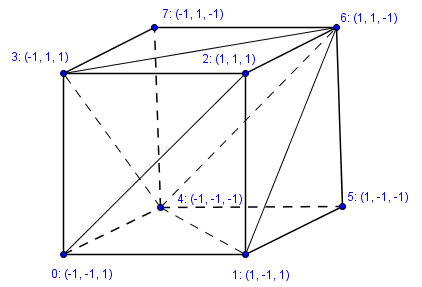 7: (-1, 1, -1)
6: (1, 1, -1)
3: (-1, 1, 1)
2: (1, 1, 1)
4: (-1, -1, -1)
5: (1, -1, -1)
0: (-1, -1, 1)
1: (1, -1, 1)